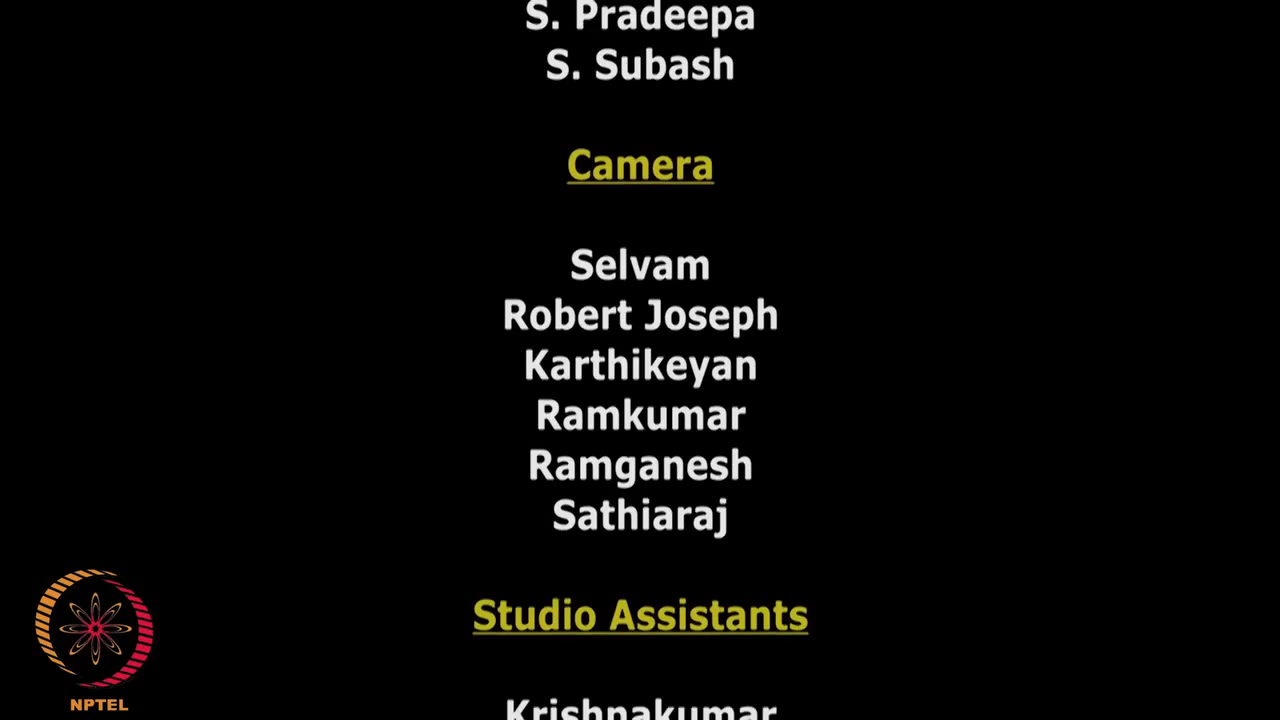 S. Pradeepa
S. Subash
Camera
Selvam
Robert Joseph
Karthikeyan
Ramkumar
Ramganesh
Sathiaraj
Studio Assistants
Krishnakumar
NPTEL